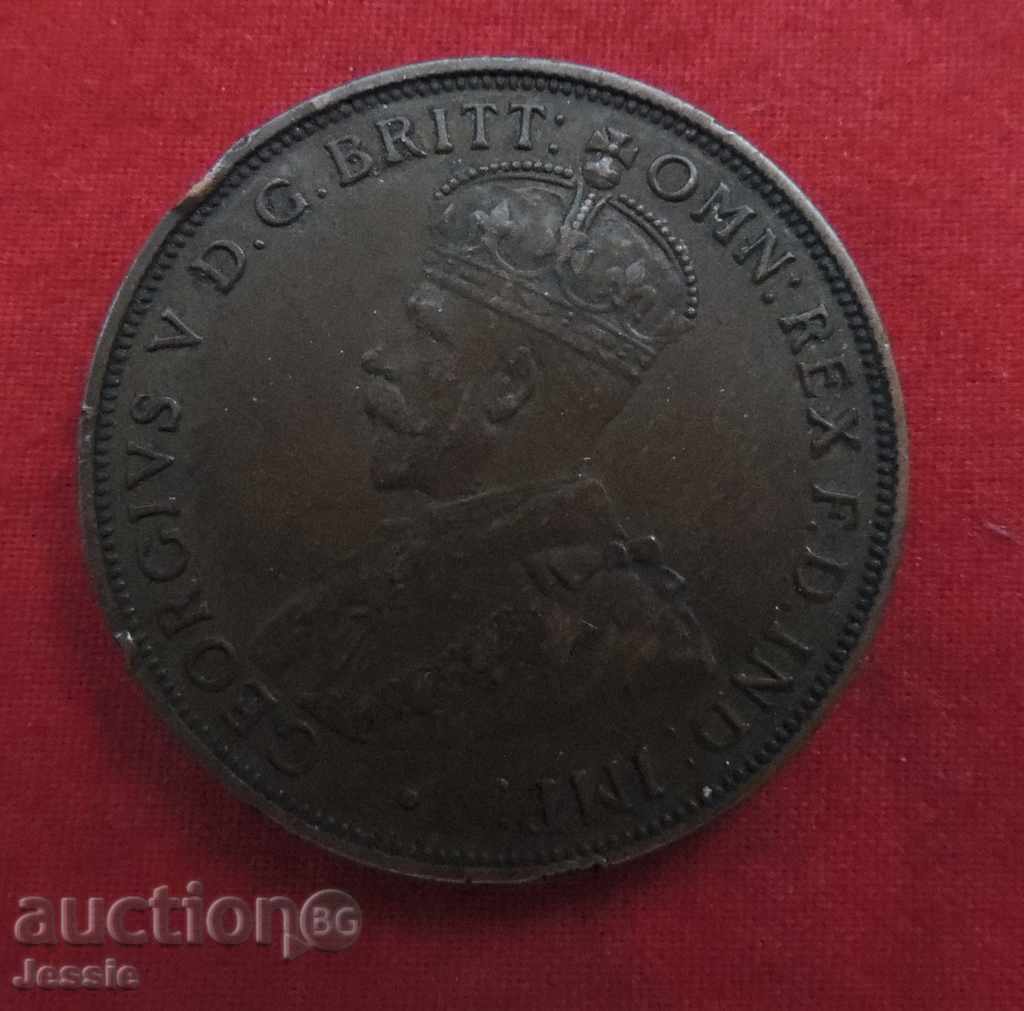 GEORGIVS V D.G. BRITT: OMN: REX F.D. IND. IMP:
auction BG
Jessie